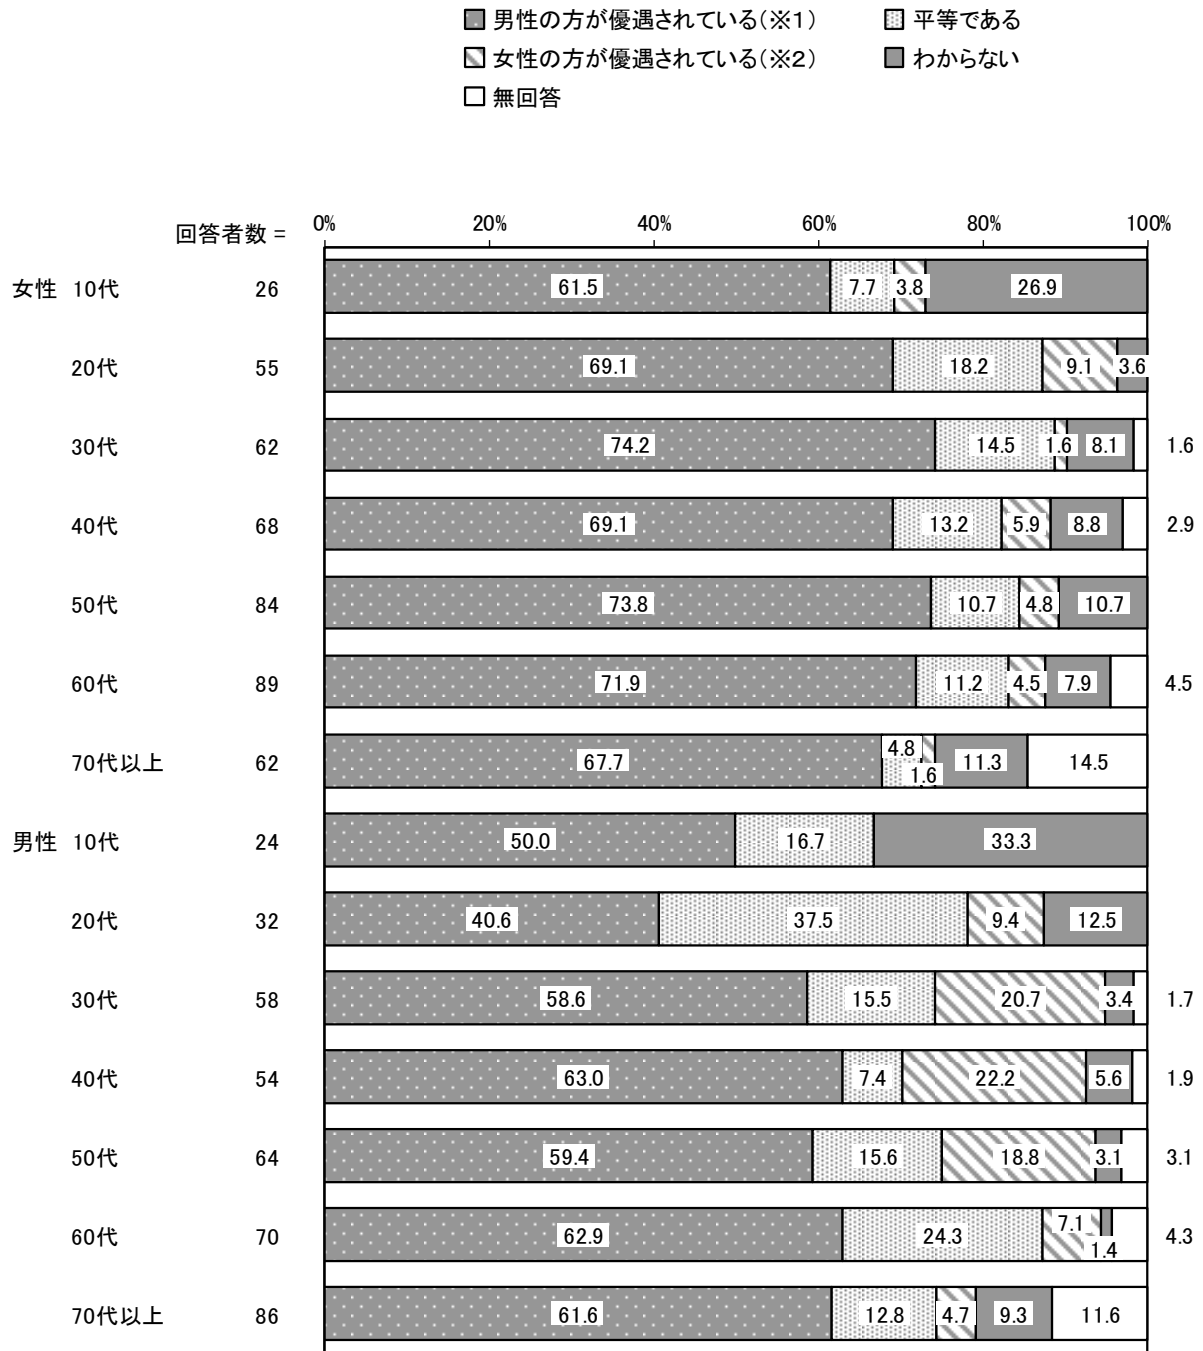 男性の方が優遇されている(※1) 平等である
女性の方が優遇されている(※2) わからない
無回答
回答者数 = 0% 20% 40% 60% 80% 100%
女性 10代 26 61.5 7.7 3.8 26.9
20代 55 69.1 18.2 9.1 3.6
30代 62 74.2 14.5 1.6 8.1 1.6
40代 68 69.1 13.2 5.9 8.8 2.9
50代 84 73.8 10.7 4.8 10.7
60代 89 71.9 11.2 4.5 7.9 4.5
70代以上 62 67.7 4.8 1.6 11.3 14.5
男性 10代 24 50.0 16.7 33.3
20代 32 40.6 37.5 9.4 12.5
30代 58 58.6 15.5 20.7 3.4 1.7
40代 54 63.0 7.4 22.2 5.6 1.9
50代 64 59.4 15.6 18.8 3.1 3.1
60代 70 62.9 24.3 7.1 1.4 4.3
70代以上 86 61.6 12.8 4.7 9.3 11.6